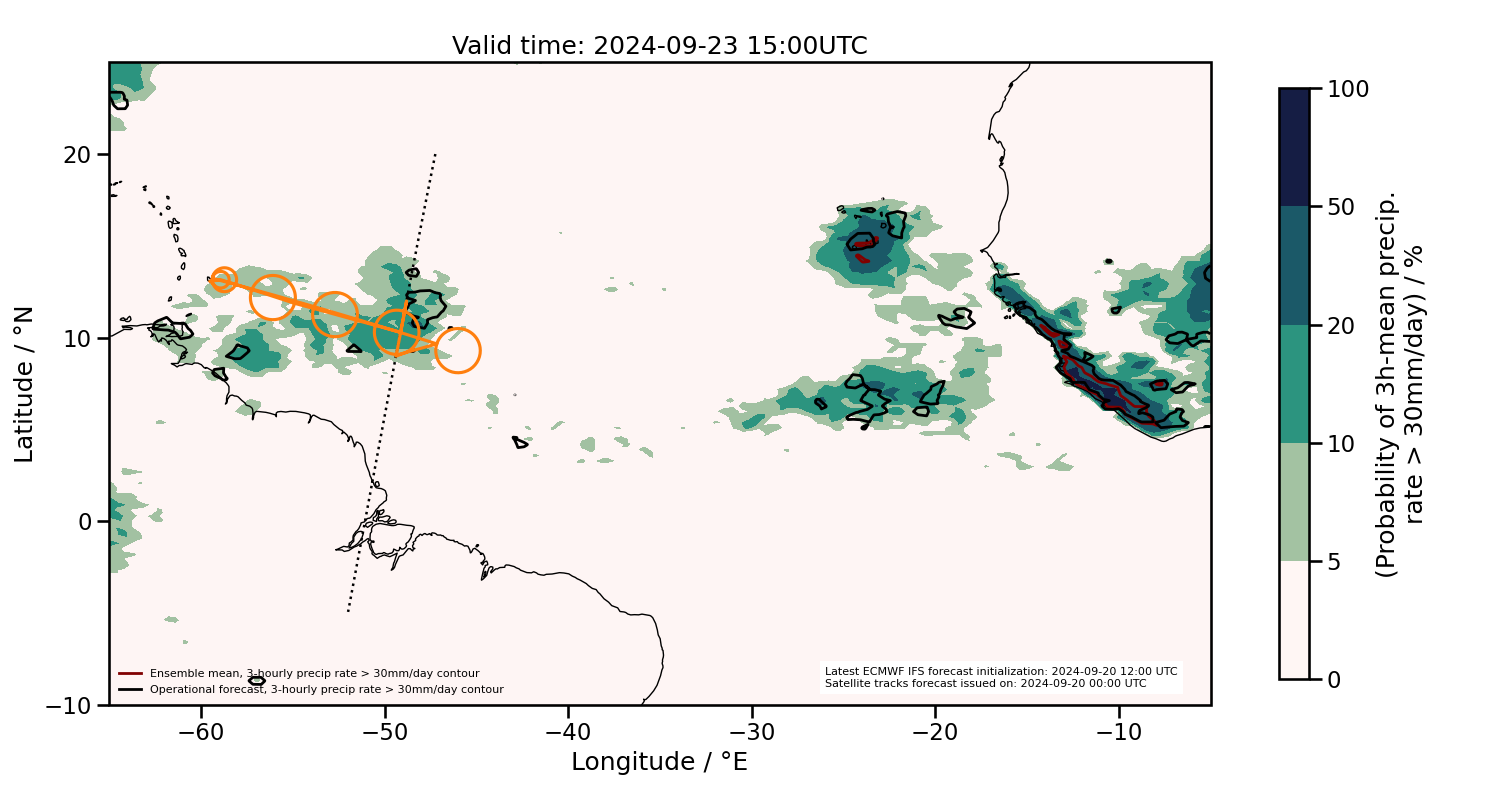 Valid time: 2024-09-23 15:00UTC
Latitude / °N
20
10
0
−10
−60
−50
−40
−30
−20
−10
Longitude / °E
Ensemble mean, 3-hourly precip rate > 30mm/day contour
Operational forecast, 3-hourly precip rate > 30mm/day contour
Latest ECMWF IFS forecast initialization: 2024-09-20 12:00 UTC
Satellite tracks forecast issued on: 2024-09-20 00:00 UTC
100
50
20
10
5
0
(Probability of 3h-mean precip.
rate > 30mm/day) / %